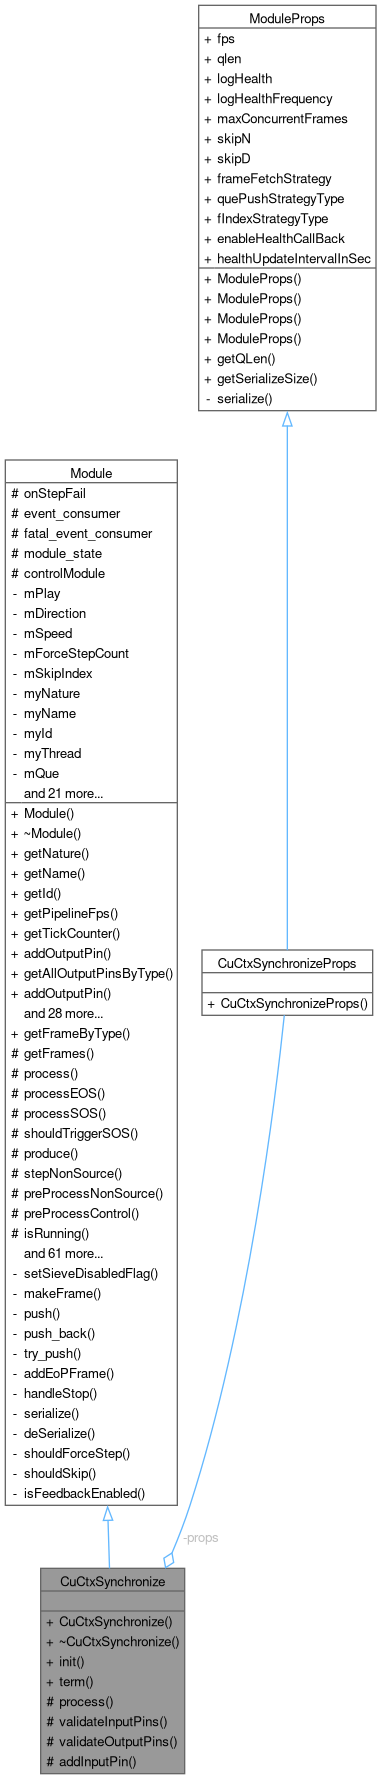 ModuleProps
+ fps
+ qlen
+ logHealth
+ logHealthFrequency
+ maxConcurrentFrames
+ skipN
+ skipD
+ frameFetchStrategy
+ quePushStrategyType
+ fIndexStrategyType
+ enableHealthCallBack
+ healthUpdateIntervalInSec
+ ModuleProps()
+ ModuleProps()
+ ModuleProps()
+ ModuleProps()
+ getQLen()
+ getSerializeSize()
- serialize()
Module
# onStepFail
# event_consumer
# fatal_event_consumer
# module_state
# controlModule
- mPlay
- mDirection
- mSpeed
- mForceStepCount
- mSkipIndex
- myNature
- myName
- myId
- myThread
- mQue
and 21 more...
+ Module()
+ ~Module()
+ getNature()
+ getName()
+ getId()
+ getPipelineFps()
+ getTickCounter()
+ addOutputPin()
+ getAllOutputPinsByType()
+ addOutputPin()
and 28 more...
+ getFrameByType()
# getFrames()
# process()
# processEOS()
# processSOS()
# shouldTriggerSOS()
# produce()
# stepNonSource()
# preProcessNonSource()
# preProcessControl()
# isRunning()
and 61 more...
- setSieveDisabledFlag()
- makeFrame()
- push()
- push_back()
- try_push()
- addEoPFrame()
- handleStop()
- serialize()
- deSerialize()
- shouldForceStep()
- shouldSkip()
- isFeedbackEnabled()
CuCtxSynchronizeProps
+ CuCtxSynchronizeProps()
-props
CuCtxSynchronize
+ CuCtxSynchronize()
+ ~CuCtxSynchronize()
+ init()
+ term()
# process()
# validateInputPins()
# validateOutputPins()
# addInputPin()